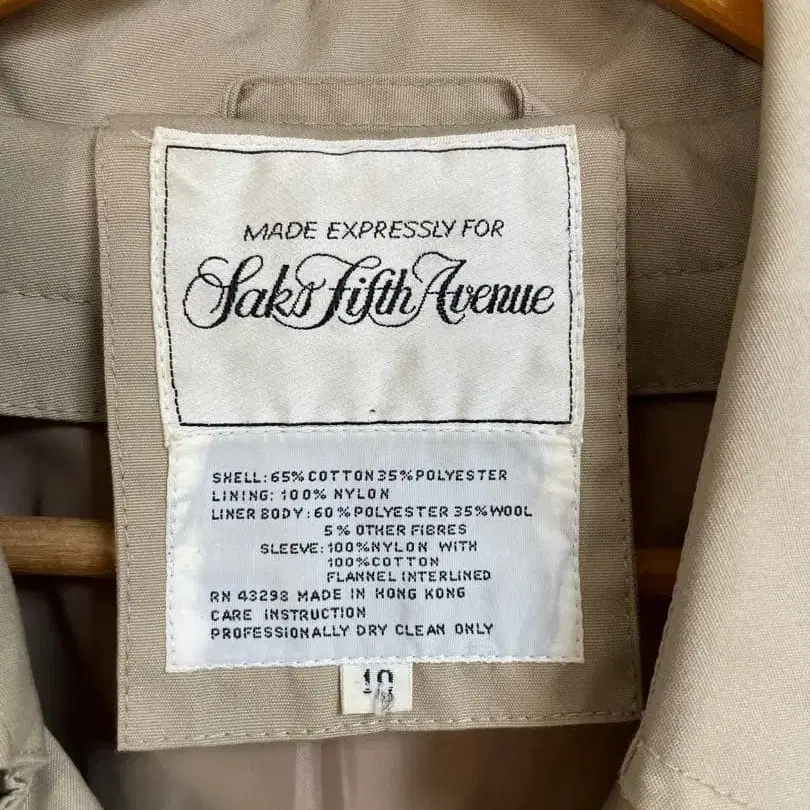 MADE EXPRESSLY FOR
Saks Fifth Avenue
SHELL: 65% COTTON 35% POLYESTER
LINING: 100% NYLON
LINER BODY: 60% POLYESTER 35% WOOL
5% OTHER FIBRES
SLEEVE: 100% NYLON WITH
100% COTTON
FLANNEL INTERLINED
RN 43298 MADE IN HONG KONG
CARE INSTRUCTION
PROFESSIONALLY DRY CLEAN ONLY
10